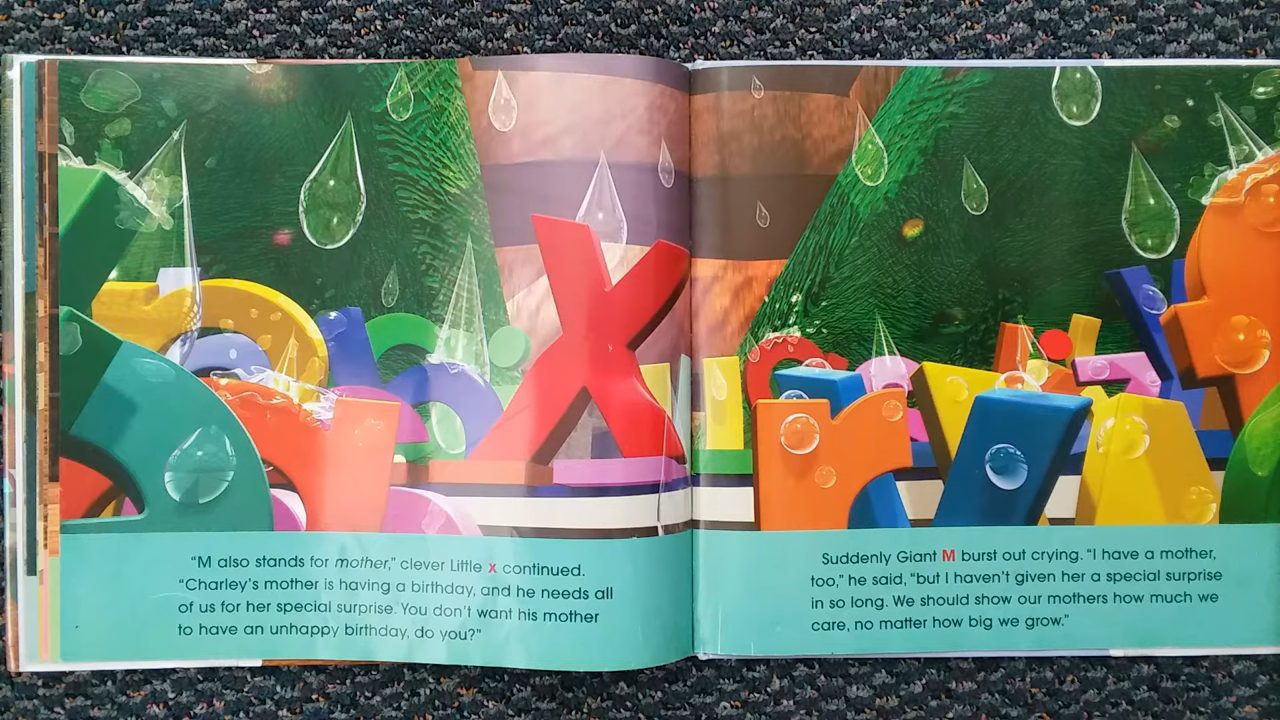 “M also stands for mother,” clever Little x continued.
“Charley’s mother is having a birthday, and he needs all
of us for her special surprise. You don’t want his mother
to have an unhappy birthday, do you?”
Suddenly Giant M burst out crying. “I have a mother,
too,” he said, “but I haven’t given her a special surprise
in so long. We should show our mothers how much we
care, no matter how big we grow.”